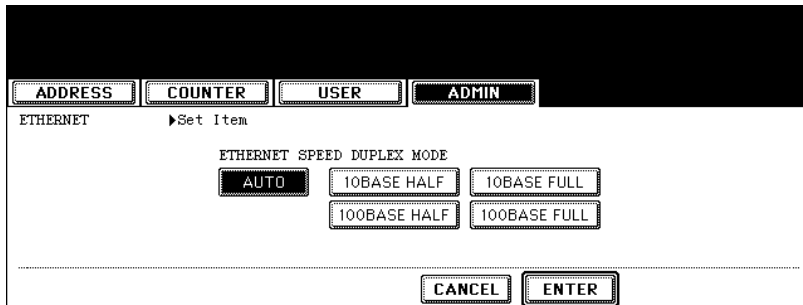 ADDRESS COUNTER USER ADMIN
ETHERNET ▶Set Item
ETHERNET SPEED DUPLEX MODE
AUTO 10BASE HALF 10BASE FULL
100BASE HALF 100BASE FULL
CANCEL ENTER